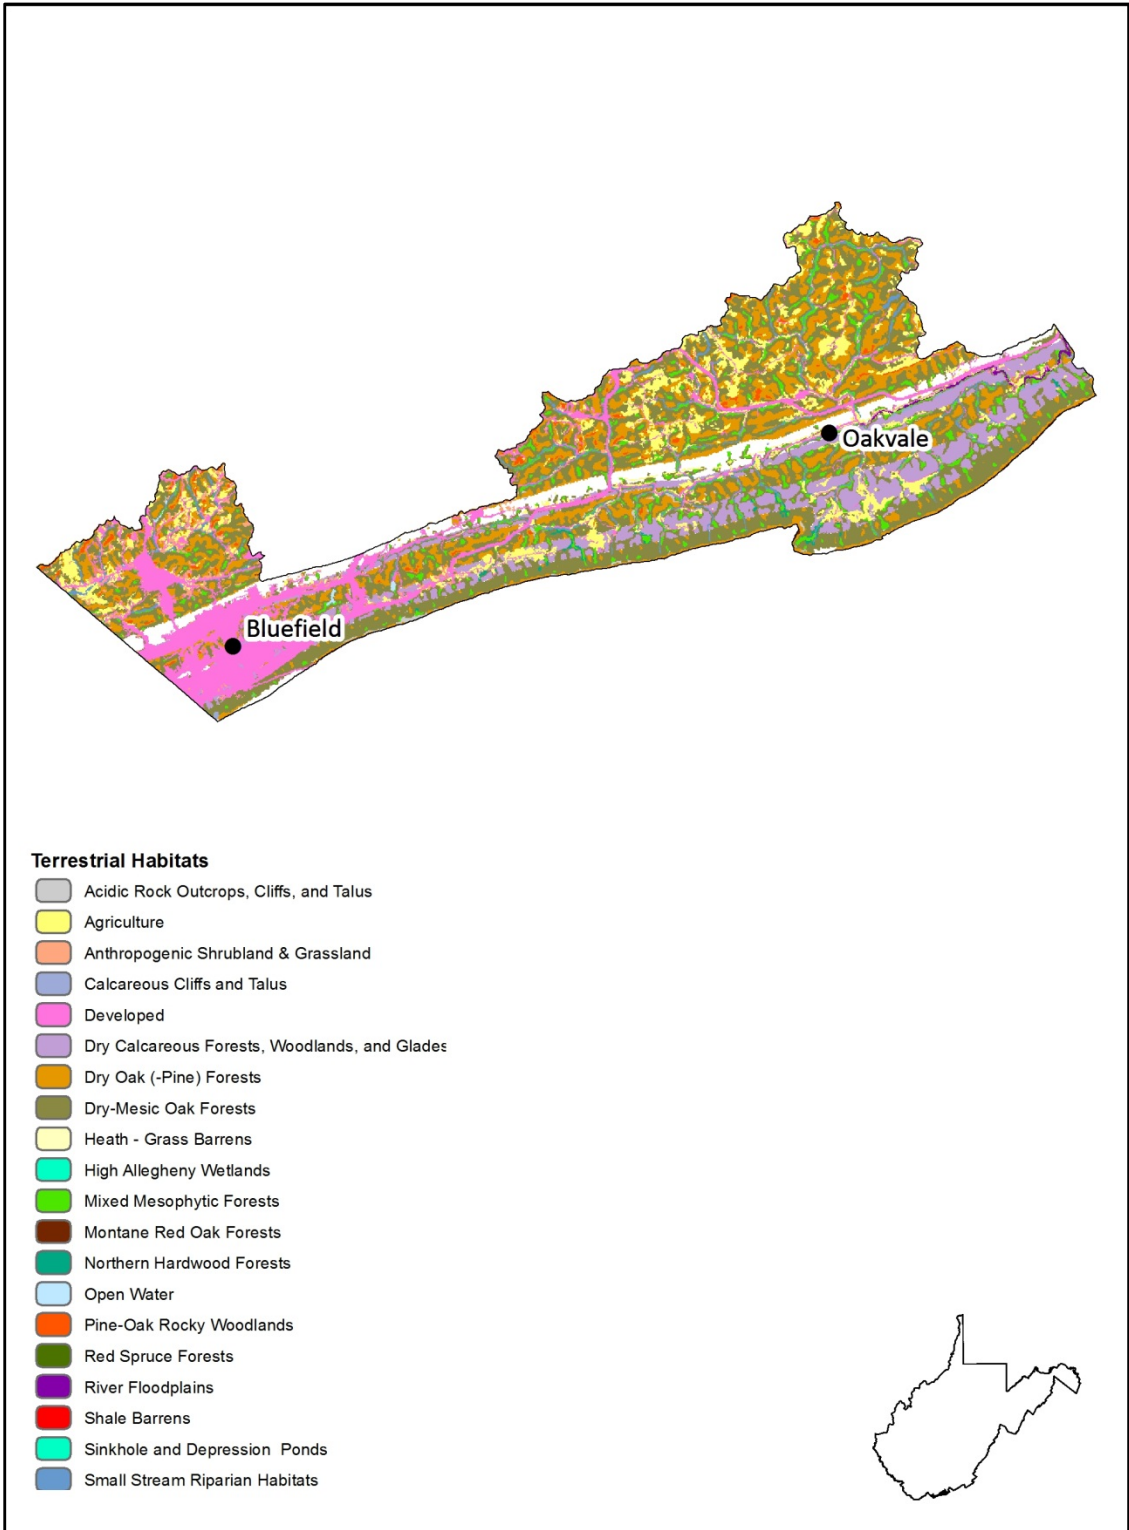 Oakvale
Bluefield
Terrestrial Habitats
Acidic Rock Outcrops, Cliffs, and Talus
Agriculture
Anthropogenic Shrubland & Grassland
Calcareous Cliffs and Talus
Developed
Dry Calcareous Forests, Woodlands, and Glades
Dry Oak (-Pine) Forests
Dry-Mesic Oak Forests
Heath - Grass Barrens
High Allegheny Wetlands
Mixed Mesophytic Forests
Montane Red Oak Forests
Northern Hardwood Forests
Open Water
Pine-Oak Rocky Woodlands
Red Spruce Forests
River Floodplains
Shale Barrens
Sinkhole and Depression  Ponds
Small Stream Riparian Habitats